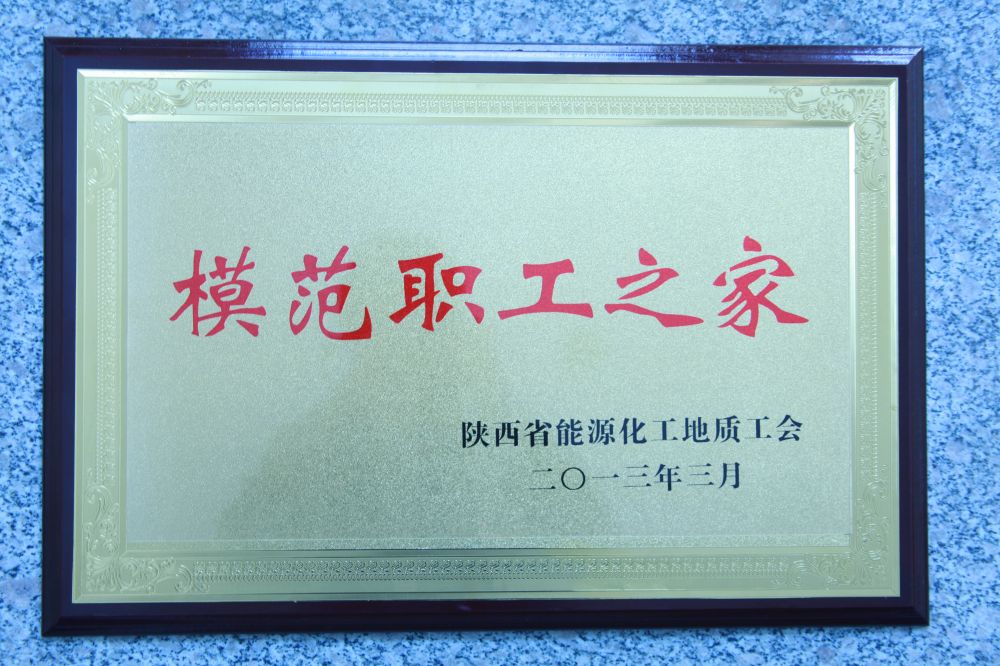 模范职工之家
陕西省能源化工地质工会
二〇一三年三月